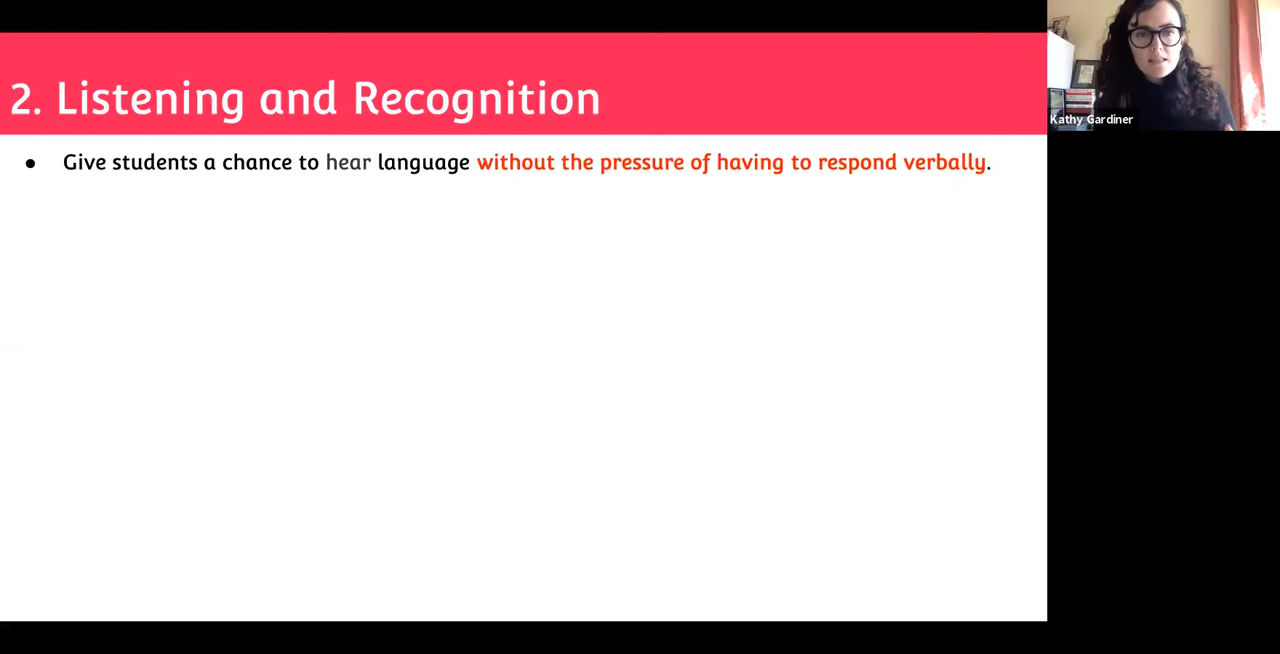 2. Listening and Recognition
● Give students a chance to hear language without the pressure of having to respond verbally.
Kathy Gardiner